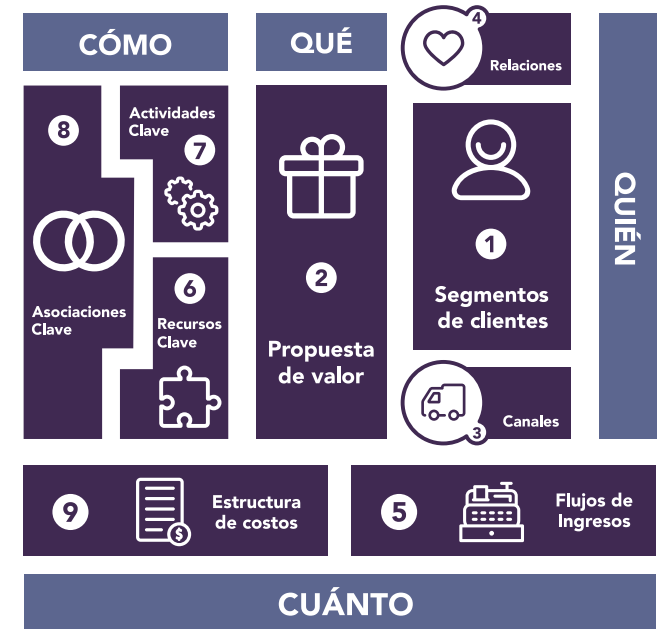 CÓMO
QUÉ
4
Relaciones
8
Actividades
Clave
7
Asociaciones
Clave
6
Recursos
Clave
2
Propuesta
de valor
1
Segmentos
de clientes
3
Canales
QUIÉN
9
Estructura
de costos
$
5
Flujos de
Ingresos
CUÁNTO